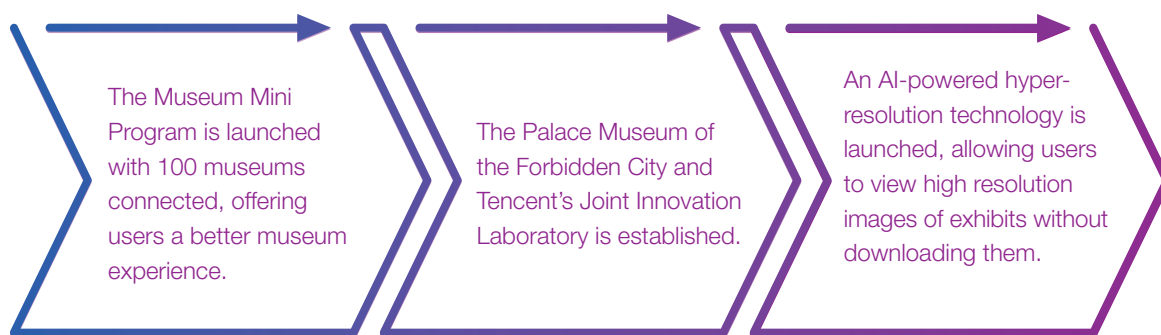 The Museum Mini
Program is launched
with 100 museums
connected, offering
users a better museum
experience.
The Palace Museum of
the Forbidden City and
Tencent's Joint Innovation
Laboratory is established.
An AI-powered hyper-
resolution technology is
launched, allowing users
to view high resolution
images of exhibits without
downloading them.